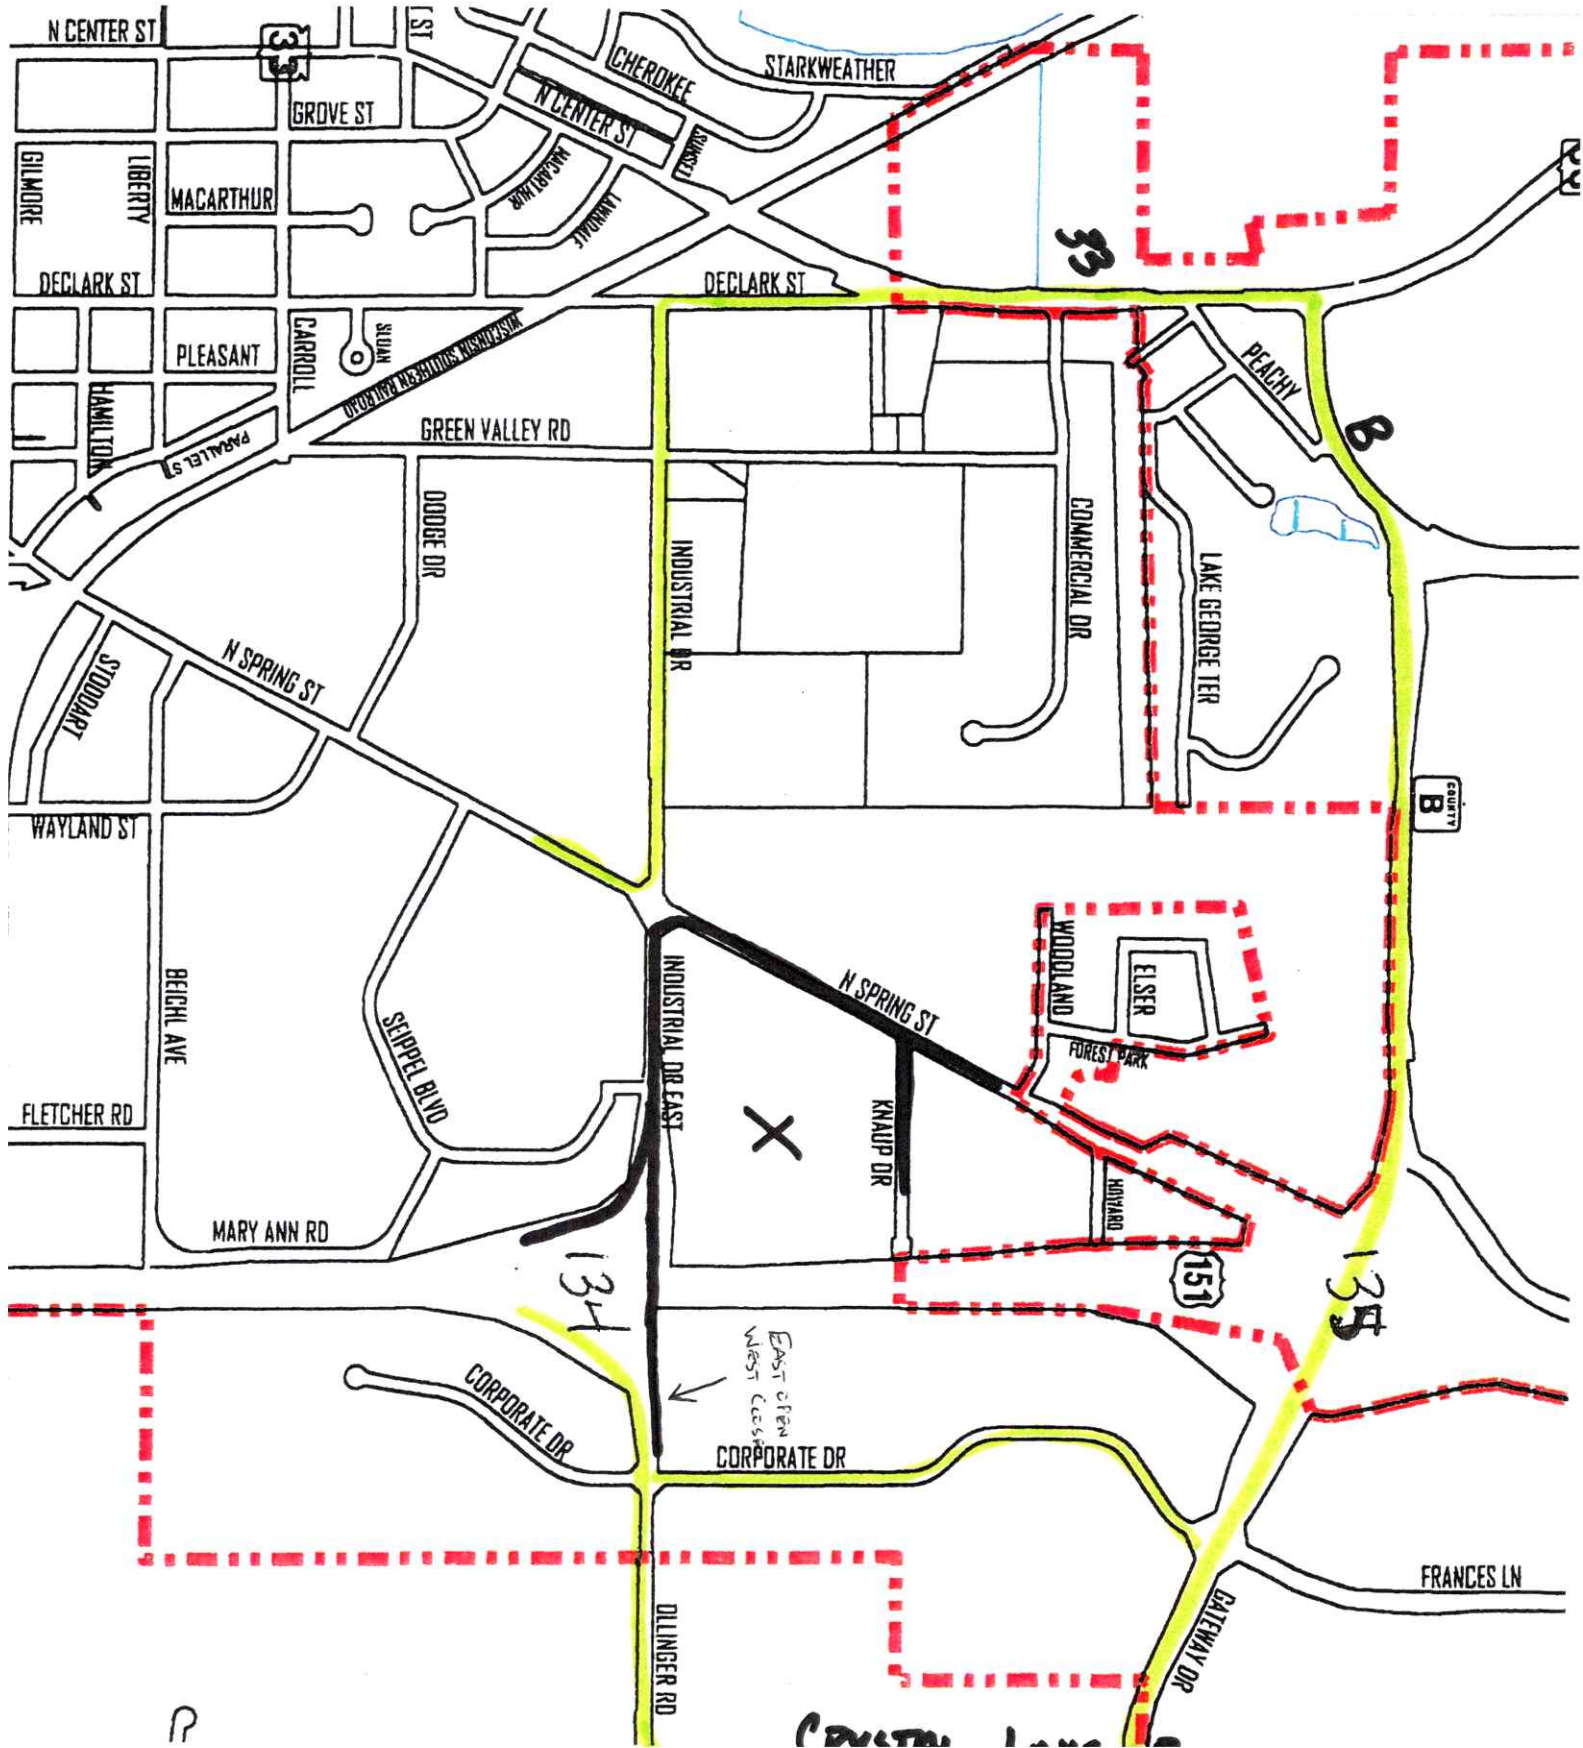 N CENTER ST
33
GROVE ST
CHEROKEE
STARKWEATHER
N CENTER ST
SUNSET
MACARTHUR
LAWNDALE
GILMORE
LIBERTY
MACARTHUR
33
DECLARK ST
DECLARK ST
CARROLL
SLOAN
PLEASANT
WISCONSIN SOUTHERN RAILROAD
PEACHY
HAMILTON
PARALLEL ST
GREEN VALLEY RD
B
DODGE DR
INDUSTRIAL DR
COMMERCIAL DR
LAKE GEORGE TER
N SPRING ST
STODDART
COUNTY
B
WAYLAND ST
BEICHL AVE
SEIPPEL BLVD
INDUSTRIAL DR EAST
N SPRING ST
WOODLAND
ELSER
FOREST PARK
KNAUP DR
HOWARD
X
FLETCHER RD
MARY ANN RD
134
151
135
EAST OPEN
WEST CLOSE
CORPORATE DR
CORPORATE DR
FRANCES LN
OLLINGER RD
GATEWAY DR
CRYSTAL